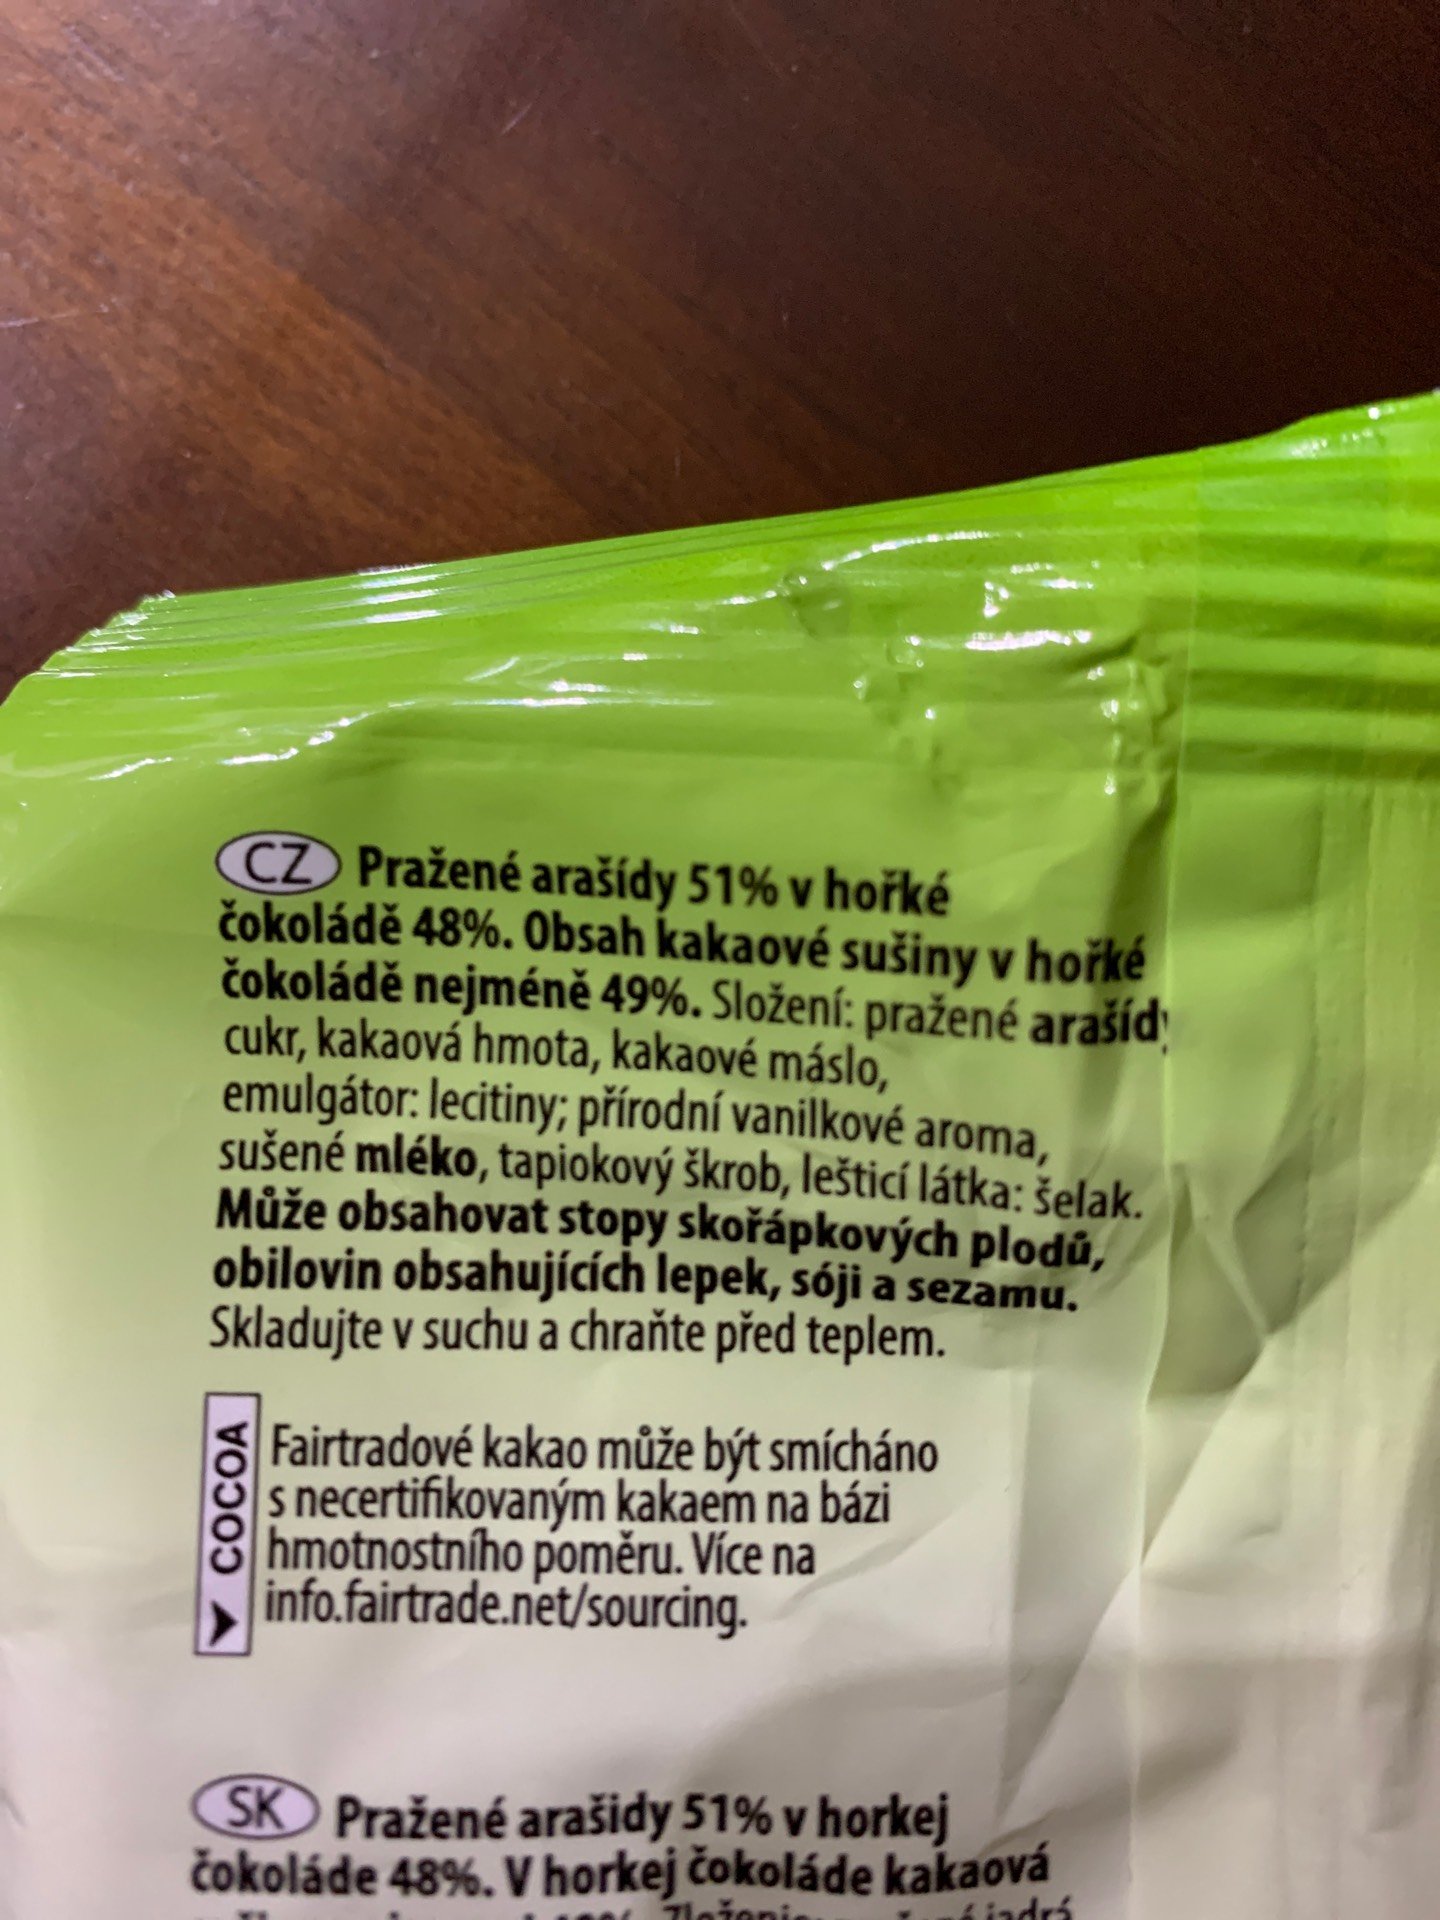 CZ Pražené arašídy 51% v hořké
čokoládě 48%. Obsah kakaové sušiny v hořké
čokoládě nejméně 49%. Složení: pražené arašídy
cukr, kakaová hmota, kakaové máslo,
emulgátor: lecitiny; přírodní vanilkové aroma,
sušené mléko, tapiokový škrob, lešticí látka: šelak.
Může obsahovat stopy skořápkových plodů,
obilovin obsahujících lepek, sóji a sezamu.
Skladujte v suchu a chraňte před teplem.
COCOA
Fairtradové kakao může být smícháno
s necertifikovaným kakaem na bázi
hmotnostního poměru. Více na
info.fairtrade.net/sourcing.
SK Pražené arašidy 51% v horkej
čokoláde 48%. V horkej čokoláde kakaová